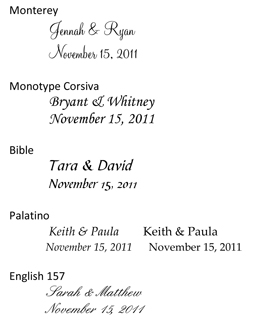 Monterey
Jennah & Ryan
November 15, 2011
Monotype Corsiva
Bryant & Whitney
November 15, 2011
Bible
Tara & David
November 15, 2011
Palatino
Keith & Paula Keith & Paula
November 15, 2011 November 15, 2011
English 157
Sarah & Matthew
November 15, 2011